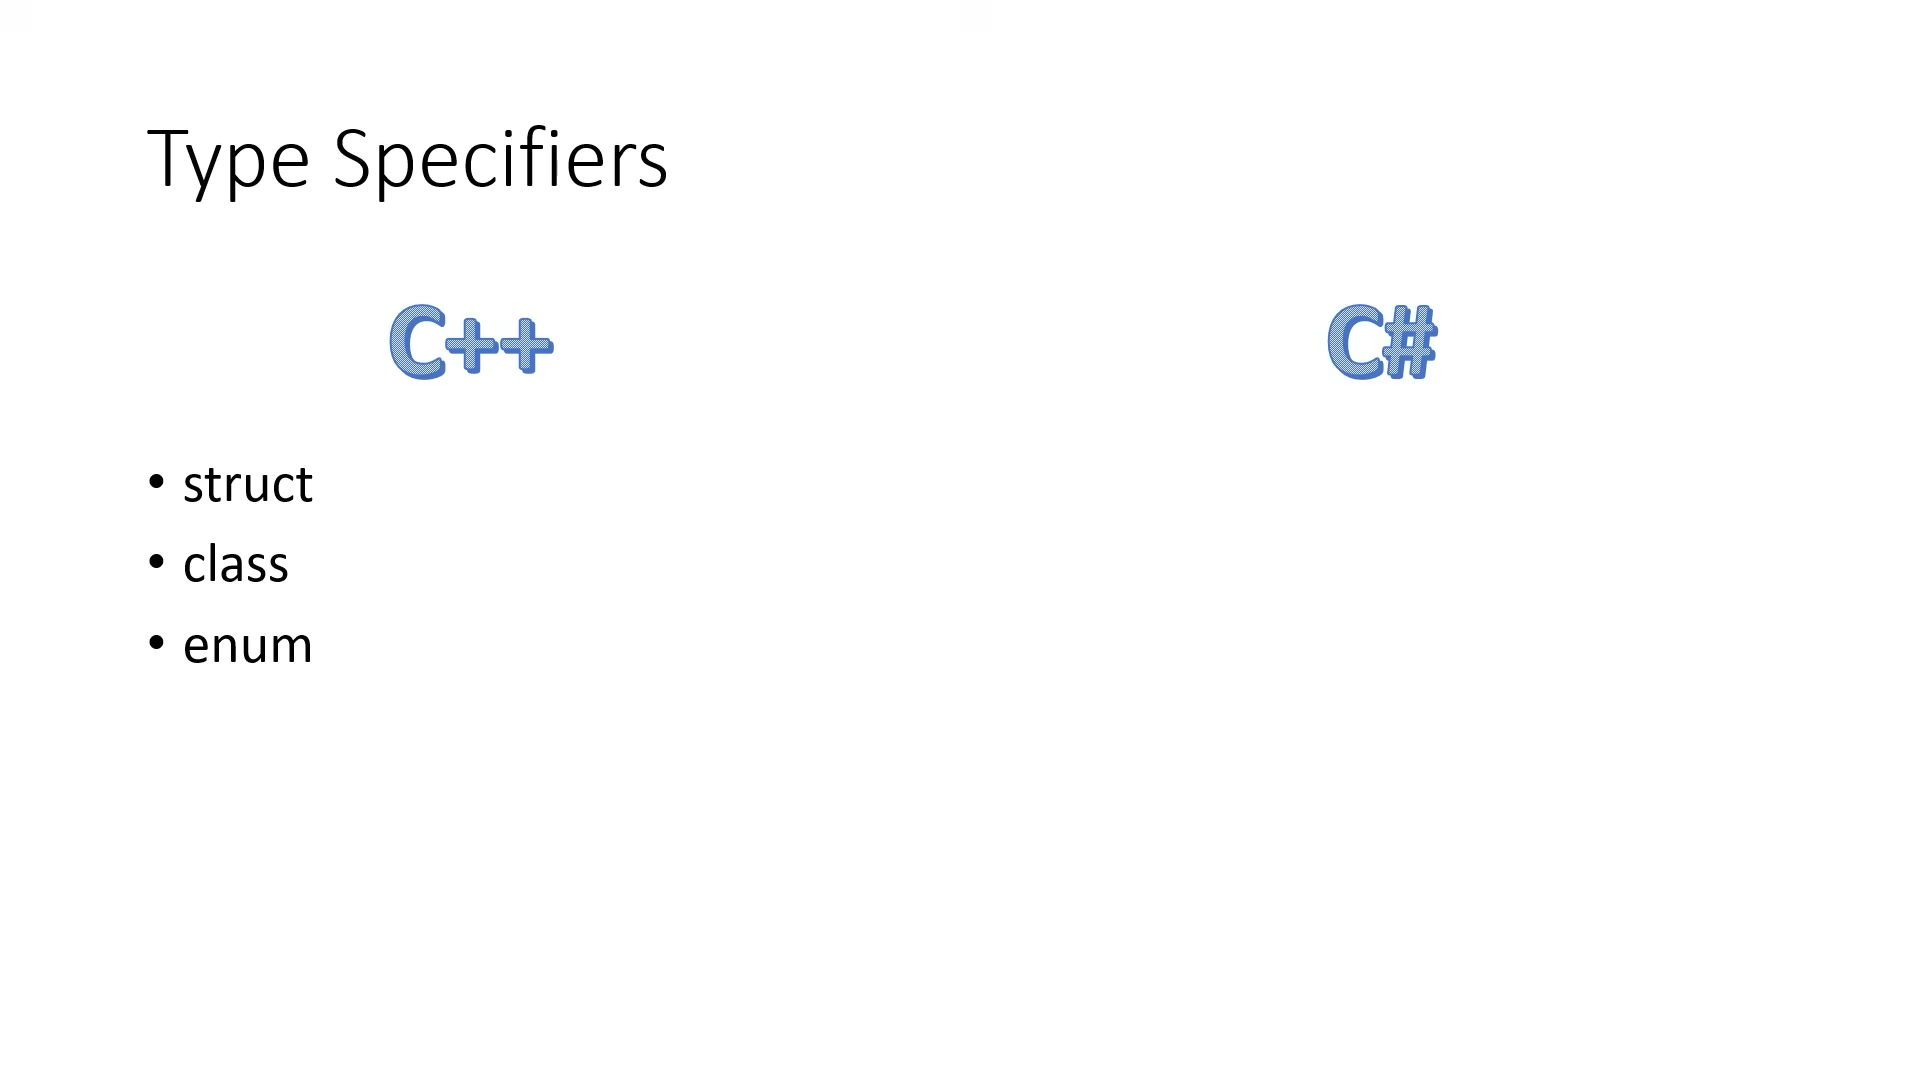 Type Specifiers
C++
C#
• struct
• class
• enum